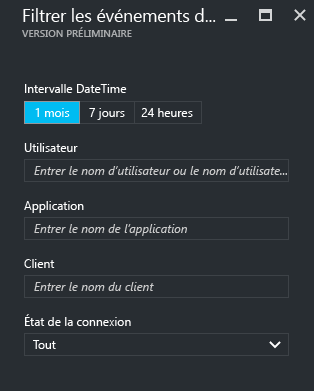 Filtrer les événements d...
VERSION PRÉLIMINAIRE
Intervalle DateTime
1 mois 7 jours 24 heures
Utilisateur
Entrer le nom d'utilisateur ou le nom d'utilisate...
Application
Entrer le nom de l'application
Client
Entrer le nom du client
État de la connexion
Tout